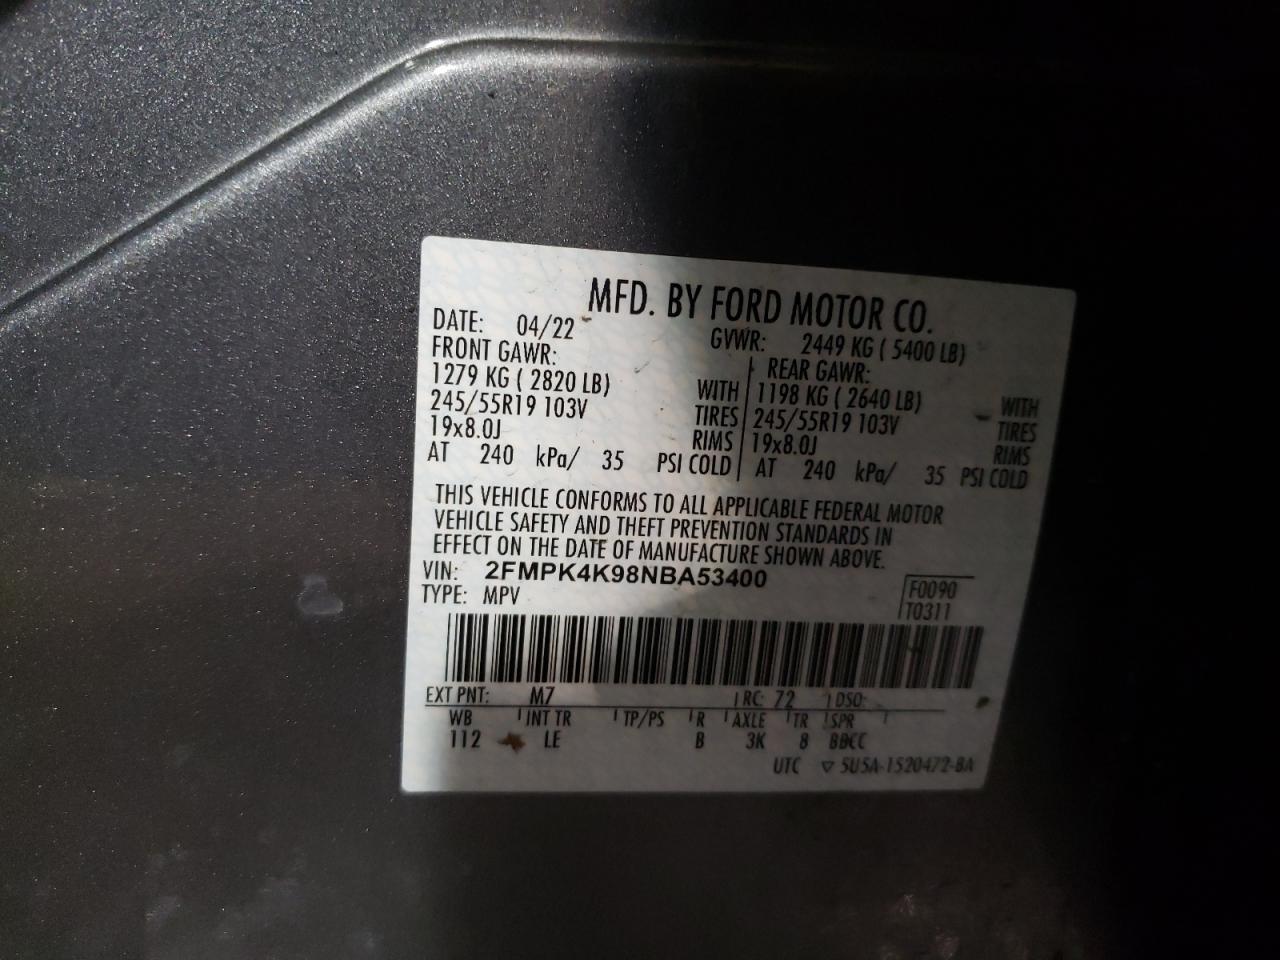 MFD. BY FORD MOTOR CO.
DATE: 04/22 GVWR: 2449 KG ( 5400 LB)
FRONT GAWR: REAR GAWR:
1279 KG ( 2820 LB) WITH 1198 KG ( 2640 LB) WITH
245/55R19 103V TIRES 245/55R19 103V TIRES
19x8.0J RIMS 19x8.0J RIMS
AT 240 kPa/ 35 PSI COLD AT 240 kPa/ 35 PSI COLD
THIS VEHICLE CONFORMS TO ALL APPLICABLE FEDERAL MOTOR
VEHICLE SAFETY AND THEFT PREVENTION STANDARDS IN
EFFECT ON THE DATE OF MANUFACTURE SHOWN ABOVE.
VIN: 2FMPK4K98NBA53400
TYPE: MPV
F0090
T0311
EXT PNT: M7 RC: 72 DSO:
WB INT TR TP/PS R AXLE TR SPR
112 LE B 3K 8 BBCC
UTC ▽ 5U5A-1520472-BA